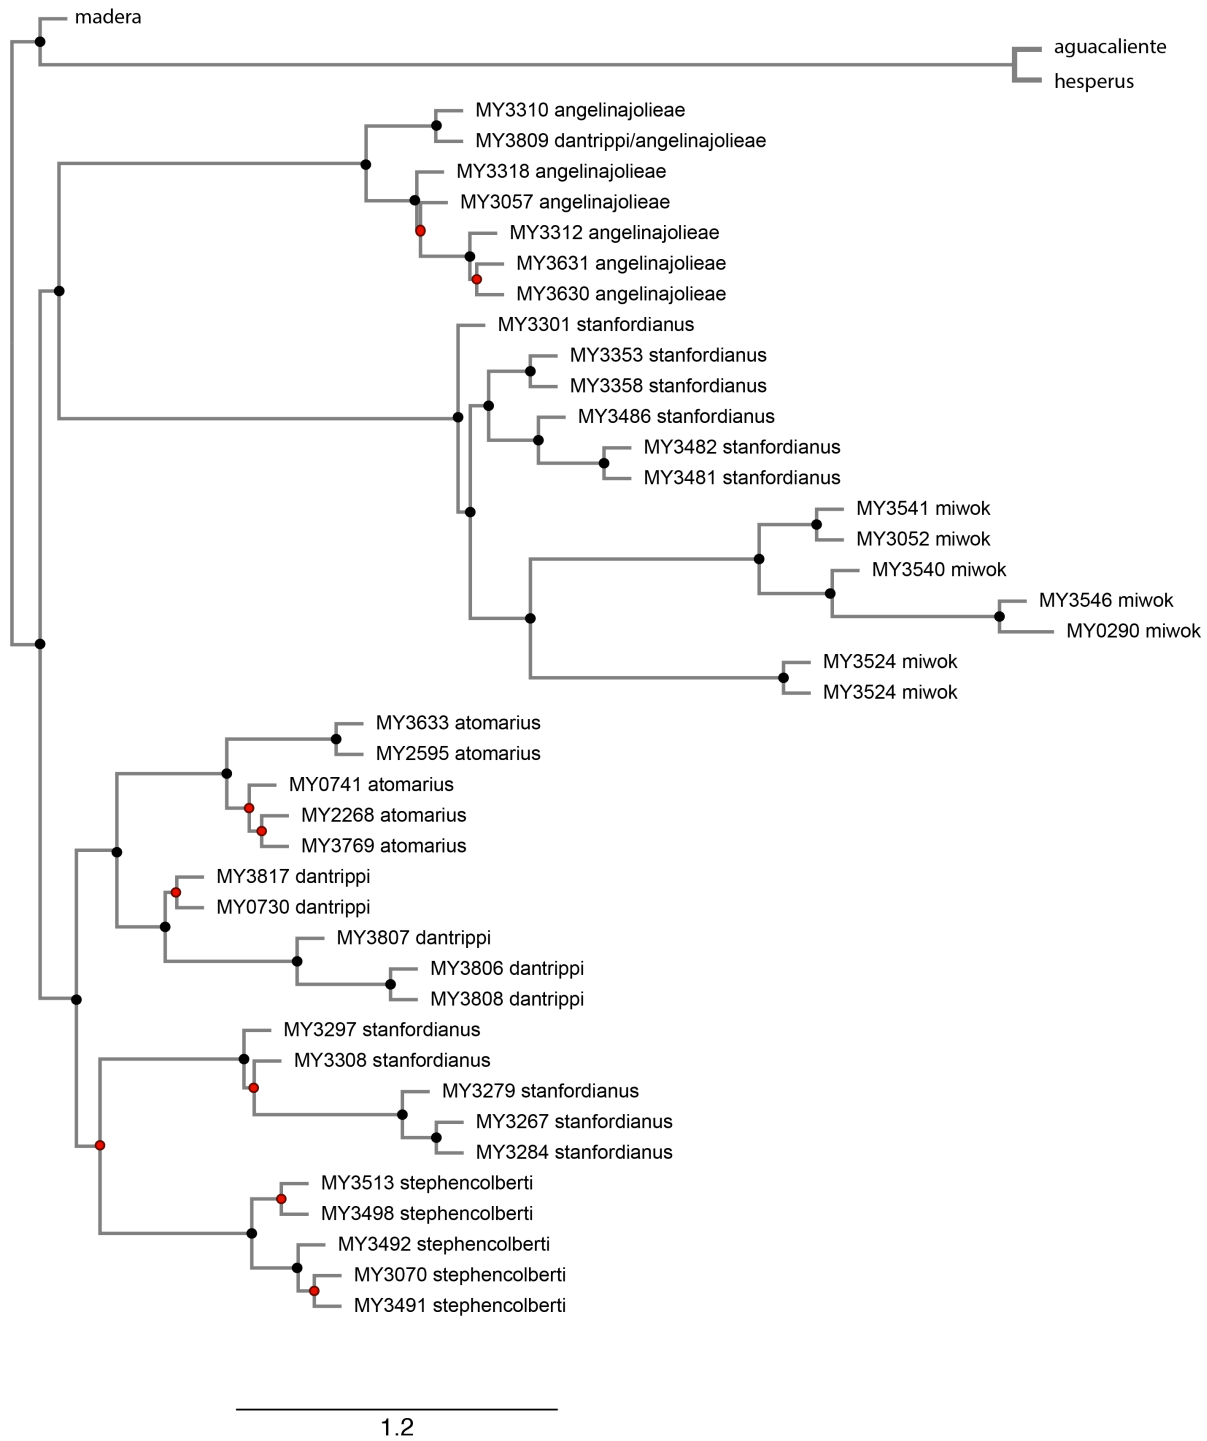 madera
aguacaliente
hesperus
MY3310 angelinajolieae
MY3809 dantrippi/angelinajolieae
MY3318 angelinajolieae
MY3057 angelinajolieae
MY3312 angelinajolieae
MY3631 angelinajolieae
MY3630 angelinajolieae
MY3301 stanfordianus
MY3353 stanfordianus
MY3358 stanfordianus
MY3486 stanfordianus
MY3482 stanfordianus
MY3481 stanfordianus
MY3541 miwok
MY3052 miwok
MY3540 miwok
MY3546 miwok
MY0290 miwok
MY3524 miwok
MY3524 miwok
MY3633 atomarius
MY2595 atomarius
MY0741 atomarius
MY2268 atomarius
MY3769 atomarius
MY3817 dantrippi
MY0730 dantrippi
MY3807 dantrippi
MY3806 dantrippi
MY3808 dantrippi
MY3297 stanfordianus
MY3308 stanfordianus
MY3279 stanfordianus
MY3267 stanfordianus
MY3284 stanfordianus
MY3513 stephencolberti
MY3498 stephencolberti
MY3492 stephencolberti
MY3070 stephencolberti
MY3491 stephencolberti
1.2